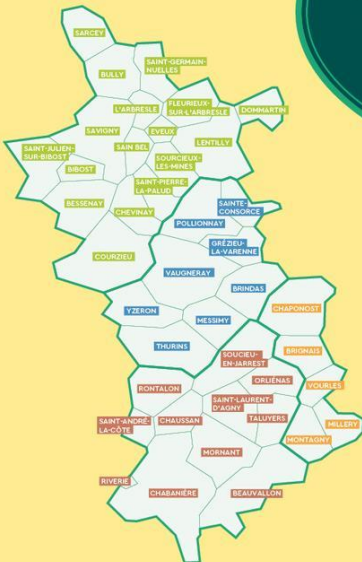 SARCEY
SAINT-GERMAIN-
NUELLES
BULLY
FLEURIEUX-
SUR-L'ARBRESLE
L'ARBRESLE
DOMMARTIN
SAVIGNY
EVEUX
LENTILLY
SAIN BEL
SAINT-JULIEN-
SUR-BIBOST
SOURCIEUX-
LES-MINES
BIBOST
SAINT-PIERRE-
LA-PALUD
BESSENAY
CHEVINAY
SAINTE-
CONSORCE
POLLIONNAY
GRÉZIEU-
LA-VARENNE
COURZIEU
VAUGNERAY
BRINDAS
YZERON
CHAPONOST
MESSIMY
THURINS
SOUCIEU-
EN-JARREST
BRIGNAIS
ORLIÉNAS
RONTALON
VOURLES
SAINT-LAURENT-
D'AGNY
SAINT-ANDRÉ-
LA-CÔTE
CHAUSSAN
TALUYERS
MILLERY
MONTAGNY
MORNANT
RIVERIE
CHABANIÈRE
BEAUVALLON